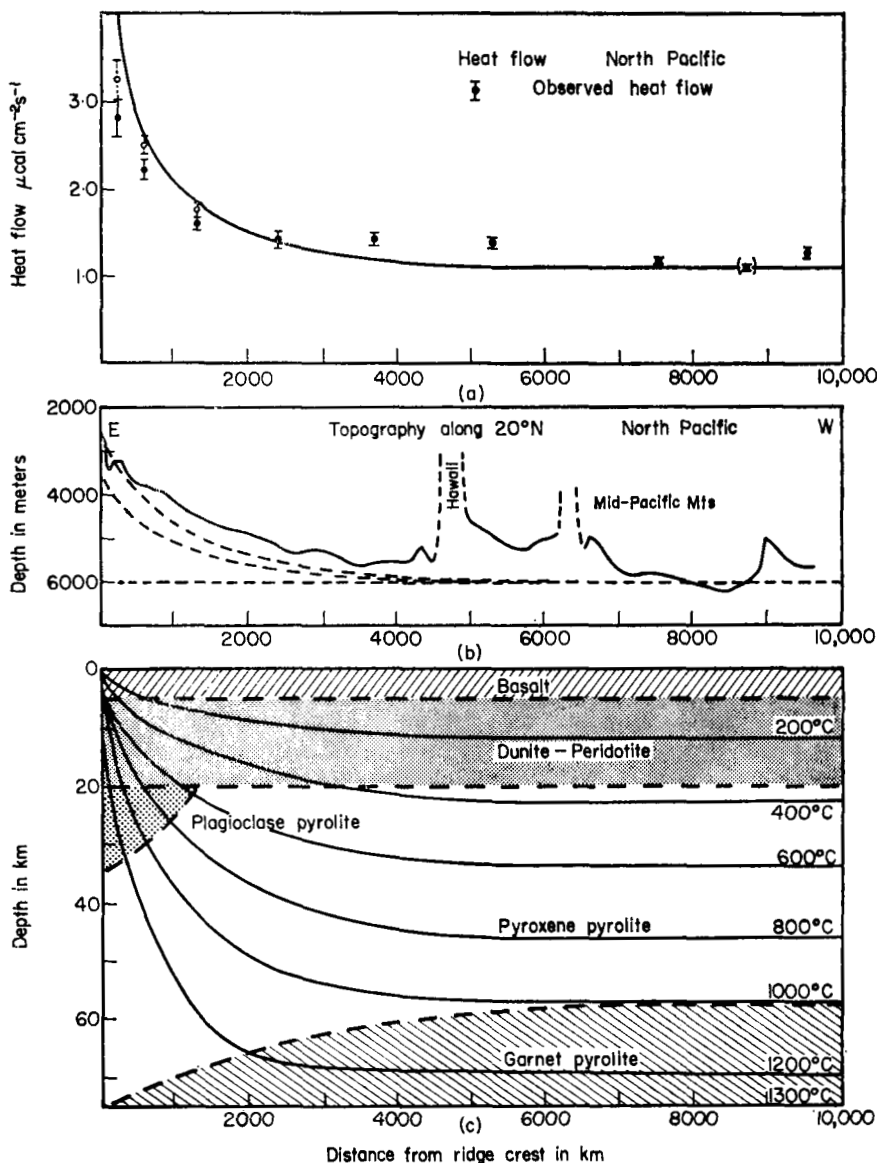 Heat flow North Pacific
Observed heat flow
Heat flow μcal cm⁻²s⁻¹
3·0
2·0
1·0
2000 4000 6000 8000 10,000
(a)
E Topography along 20°N North Pacific W
Hawaii
Mid-Pacific Mts
Depth in meters
2000
4000
6000
2000 4000 6000 8000 10,000
(b)
0
Basalt
200°C
Dunite – Peridotite
20
400°C
Plagioclase pyrolite
600°C
Depth in km
40
Pyroxene pyrolite 800°C
1000°C
60
Garnet pyrolite 1200°C
1300°C
2000 4000 6000 8000 10,000
(c)
Distance from ridge crest in km